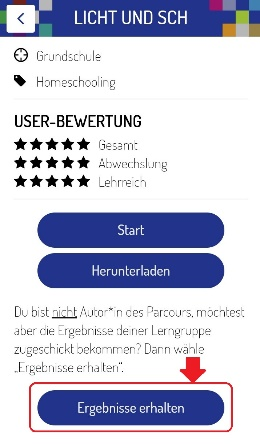 LICHT UND SCH
Grundschule
Homeschooling
USER-BEWERTUNG
Gesamt
Abwechslung
Lehrreich
Start
Herunterladen
Du bist nicht Autor*in des Parcours, möchtest
aber die Ergebnisse deiner Lerngruppe
zugeschickt bekommen? Dann wähle
„Ergebnisse erhalten“.
Ergebnisse erhalten